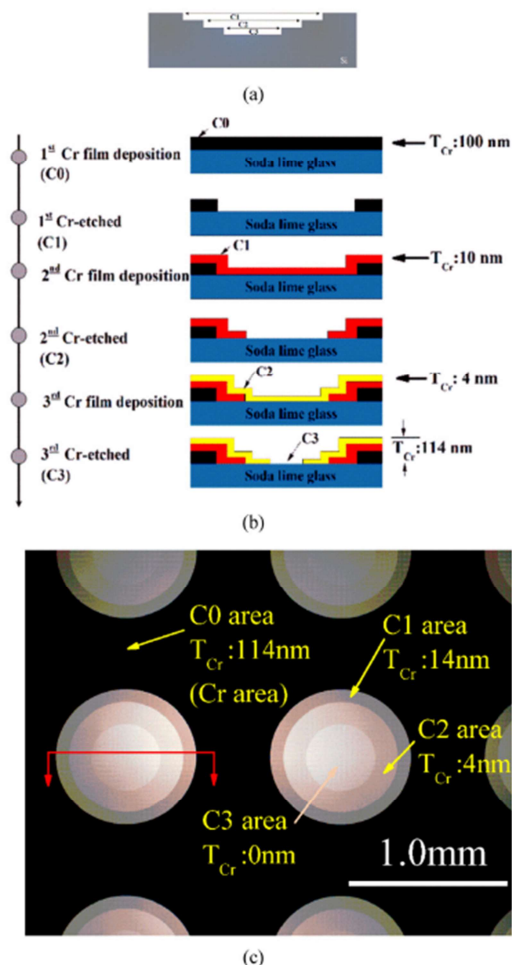 C1
C2
C3
Si
(a)
C0
1st Cr film deposition
(C0)
TCr:100 nm
Soda lime glass
1st Cr-etched
(C1)
Soda lime glass
C1
2nd Cr film deposition
TCr:10 nm
Soda lime glass
2nd Cr-etched
(C2)
Soda lime glass
C2
3rd Cr film deposition
TCr: 4 nm
Soda lime glass
C3
3rd Cr-etched
(C3)
TCr:114 nm
Soda lime glass
(b)
C0 area
TCr:114nm
(Cr area)
C1 area
TCr:14nm
C2 area
TCr:4nm
C3 area
TCr:0nm
1.0mm
(c)